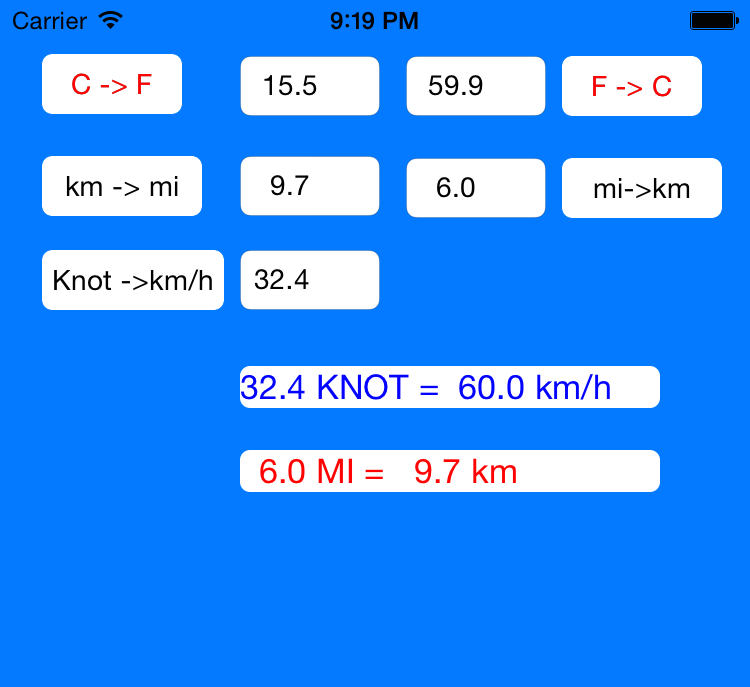 Carrier 9:19 PM
C -> F 15.5 59.9 F -> C
km -> mi 9.7 6.0 mi->km
Knot ->km/h 32.4
32.4 KNOT = 60.0 km/h
6.0 MI = 9.7 km